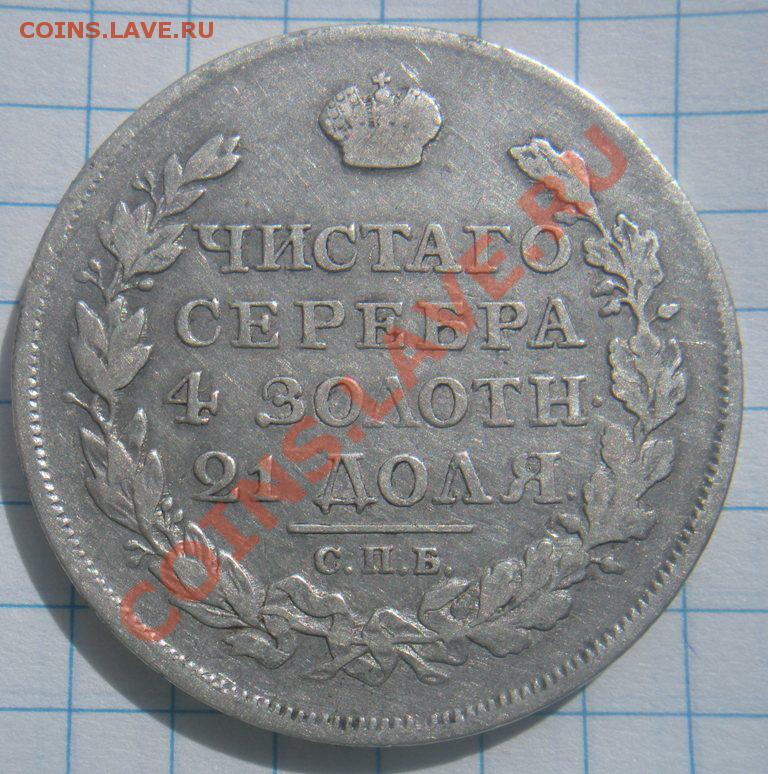 COINS.LAVE.RU
ЧИСТАГО
СЕРЕБРА
4 ЗОЛОТН.
21 ДОЛЯ.
С.П.Б.
COINS.LAVE.RU